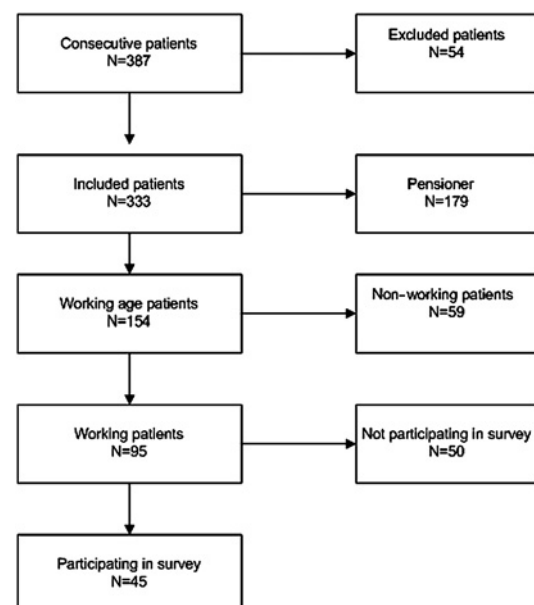 Consecutive patients
N=387
Excluded patients
N=54
Included patients
N=333
Pensioner
N=179
Working age patients
N=154
Non-working patients
N=59
Working patients
N=95
Not participating in survey
N=50
Participating in survey
N=45